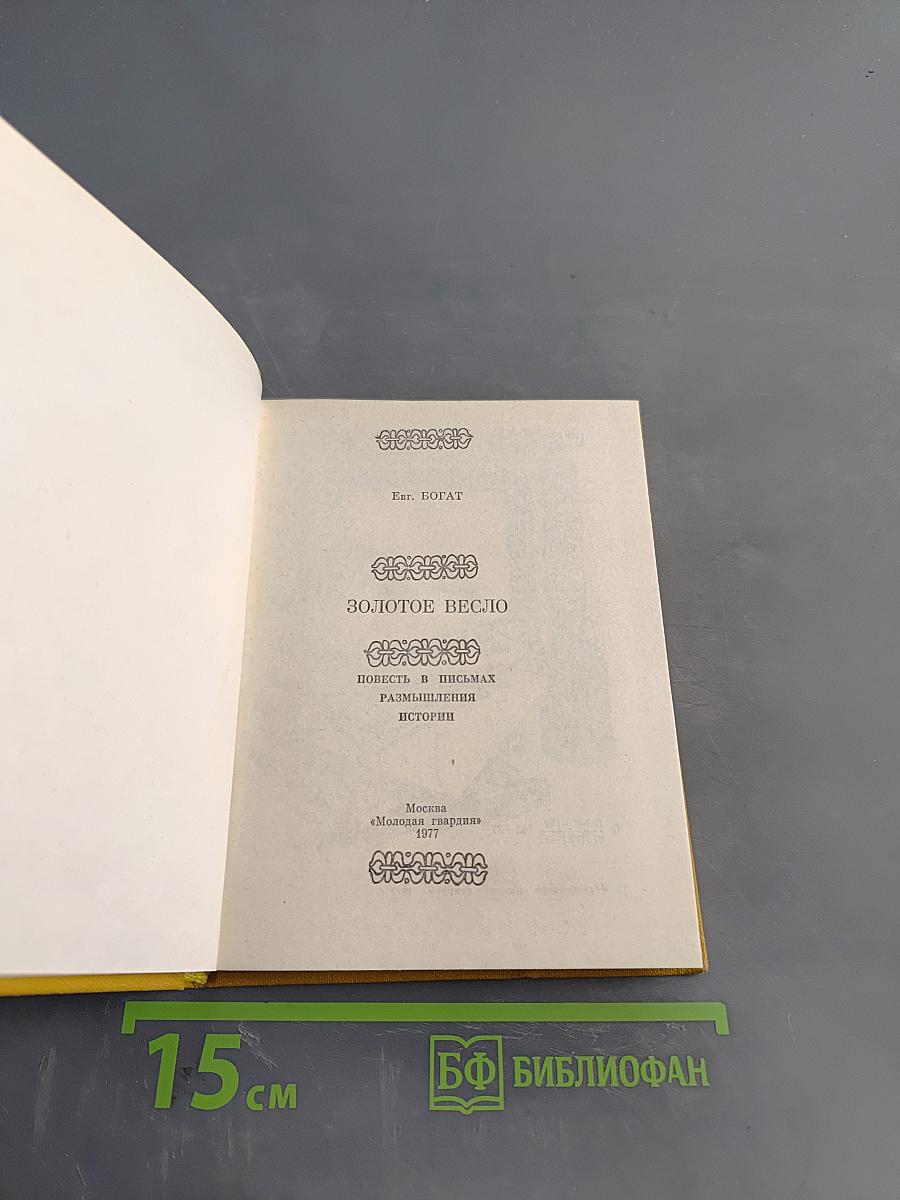 Евг. БОГАТ
ЗОЛОТОЕ ВЕСЛО
ПОВЕСТЬ В ПИСЬМАХ
РАЗМЫШЛЕНИЯ
ИСТОРИИ
Москва
«Молодая гвардия»
1977
15 см
БФ БИБЛИОФАН